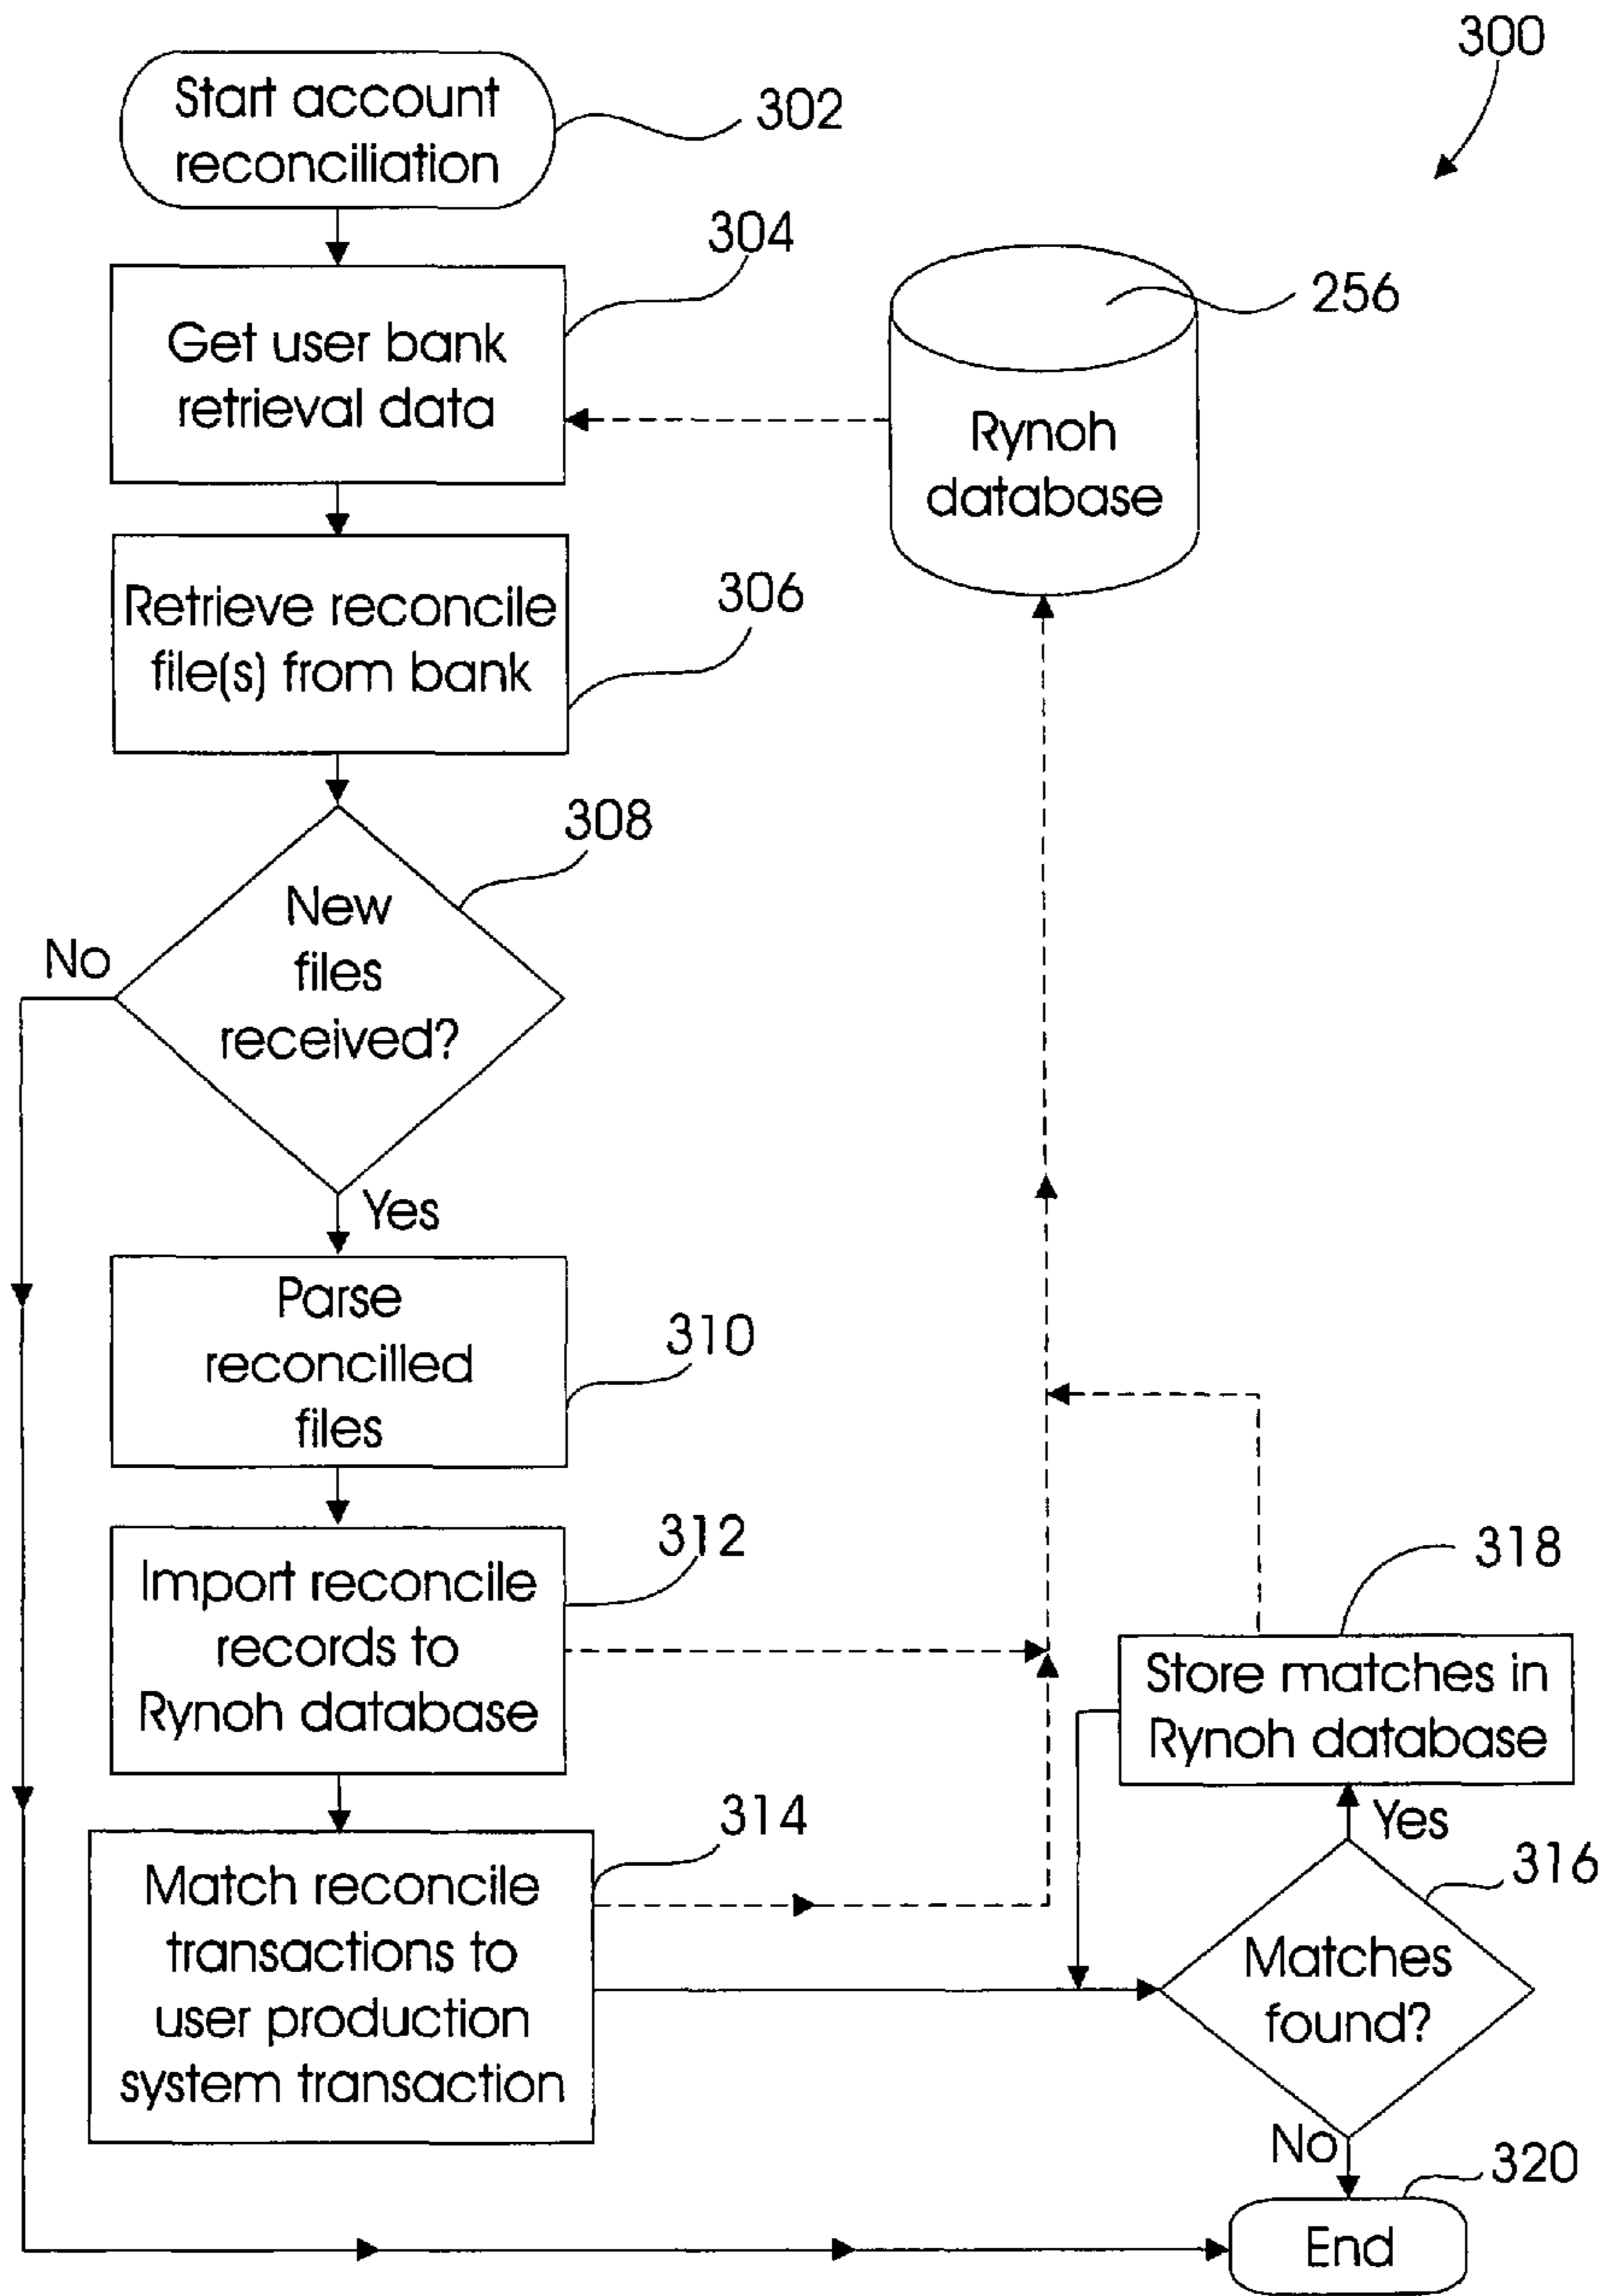 300
Start account
reconciliation
302
304
Get user bank
retrieval data
256
Rynoh
database
Retrieve reconcile
file(s) from bank
306
308
New
files
received?
No
Yes
Parse
reconcilled
files
310
312
Import reconcile
records to
Rynoh database
318
Store matches in
Rynoh database
314
Match reconcile
transactions to
user production
system transaction
Yes
316
Matches
found?
No
320
End